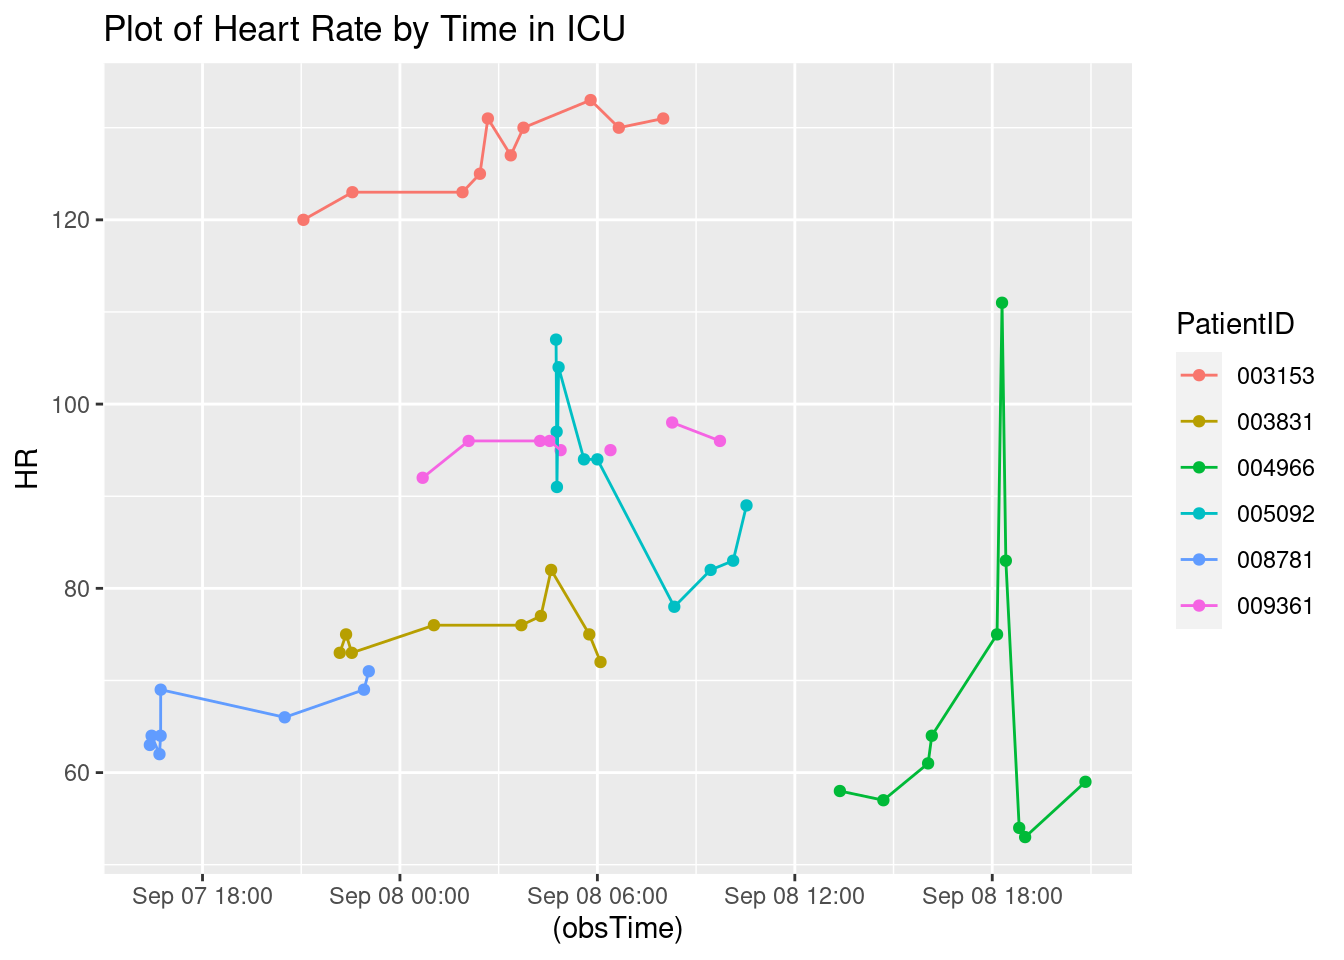 Plot of Heart Rate by Time in ICU
HR
120
100
80
60
Sep 07 18:00
Sep 08 00:00
Sep 08 06:00
Sep 08 12:00
Sep 08 18:00
(obsTime)
PatientID
003153
003831
004966
005092
008781
009361